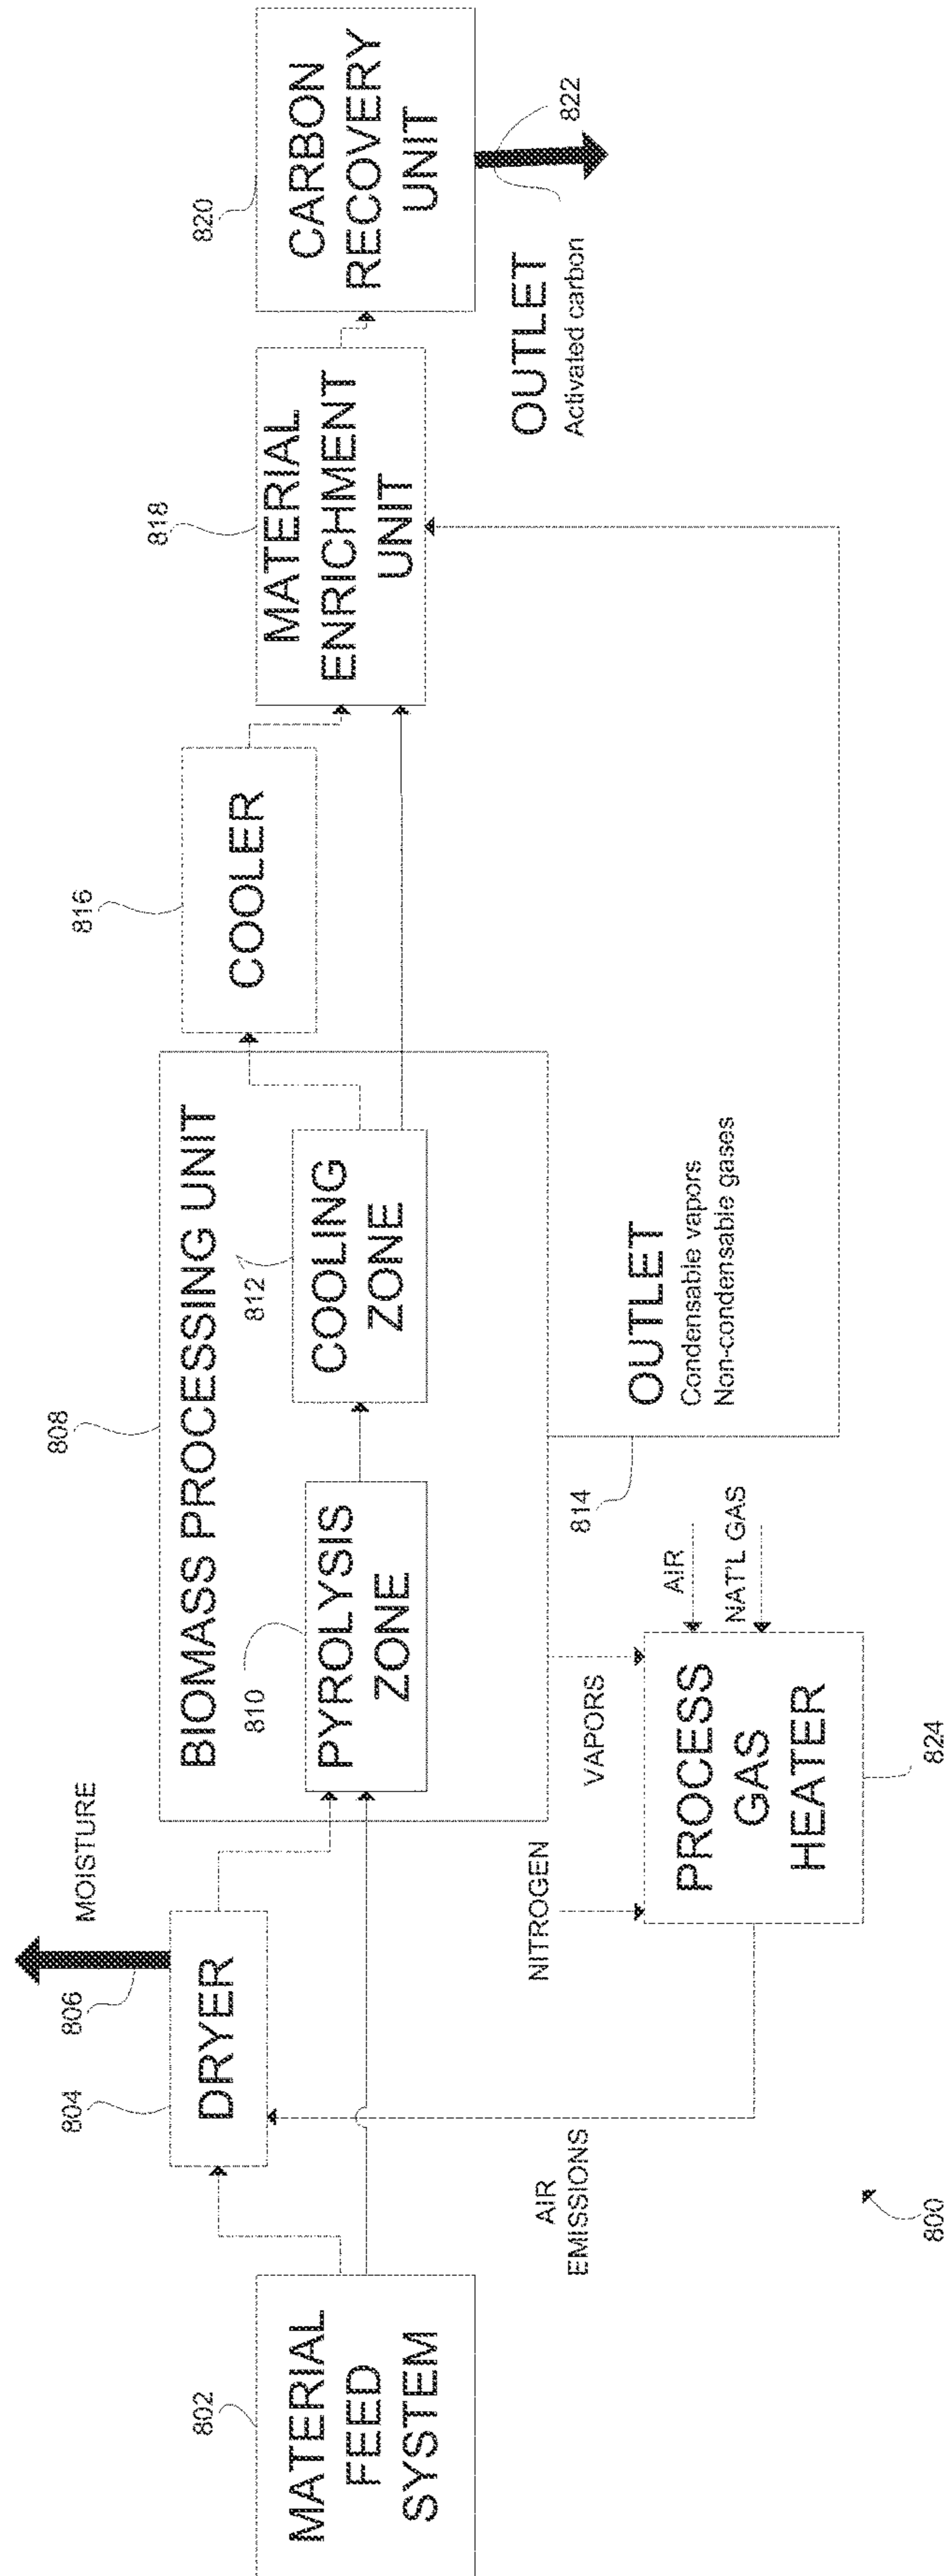 802
MATERIAL
FEED
SYSTEM
804
DRYER
806
MOISTURE
AIR
EMISSIONS
800
808
BIOMASS PROCESSING UNIT
810
PYROLYSIS
ZONE
812
COOLING
ZONE
NITROGEN
VAPORS
AIR
NAT'L GAS
PROCESS
GAS
HEATER
824
814
OUTLET
Condensable vapors
Non-condensable gases
816
COOLER
818
MATERIAL
ENRICHMENT
UNIT
820
CARBON
RECOVERY
UNIT
822
OUTLET
Activated carbon